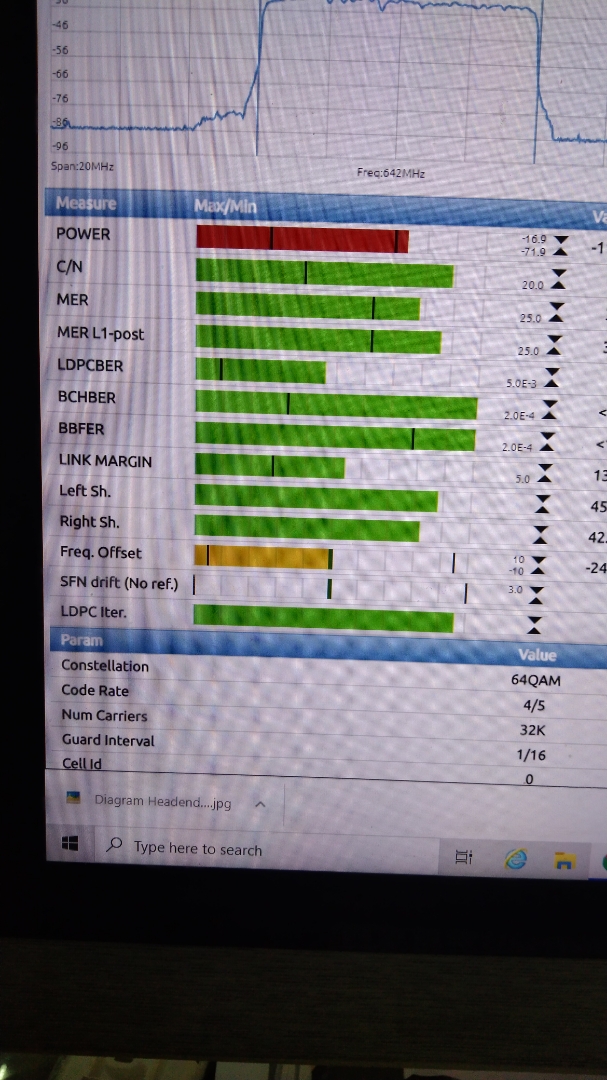 -46
-56
-66
-76
-86
-96
Span:20MHz Freq:642MHz
Measure Max/Min
POWER -16.9
-71.9
C/N 20.0
MER 25.0
MER L1-post 25.0
LDPCBER 5.0E-3
BCHBER 2.0E-4 <
BBFER 2.0E-4
LINK MARGIN 5.0 13
Left Sh. 45
Right Sh. 42.
Freq. Offset 10 -24
-10
SFN drift (No ref.) 3.0
LDPC Iter.
Param Value
Constellation 64QAM
Code Rate 4/5
Num Carriers 32K
Guard Interval 1/16
Cell Id 0
Diagram Headend....jpg
Type here to search